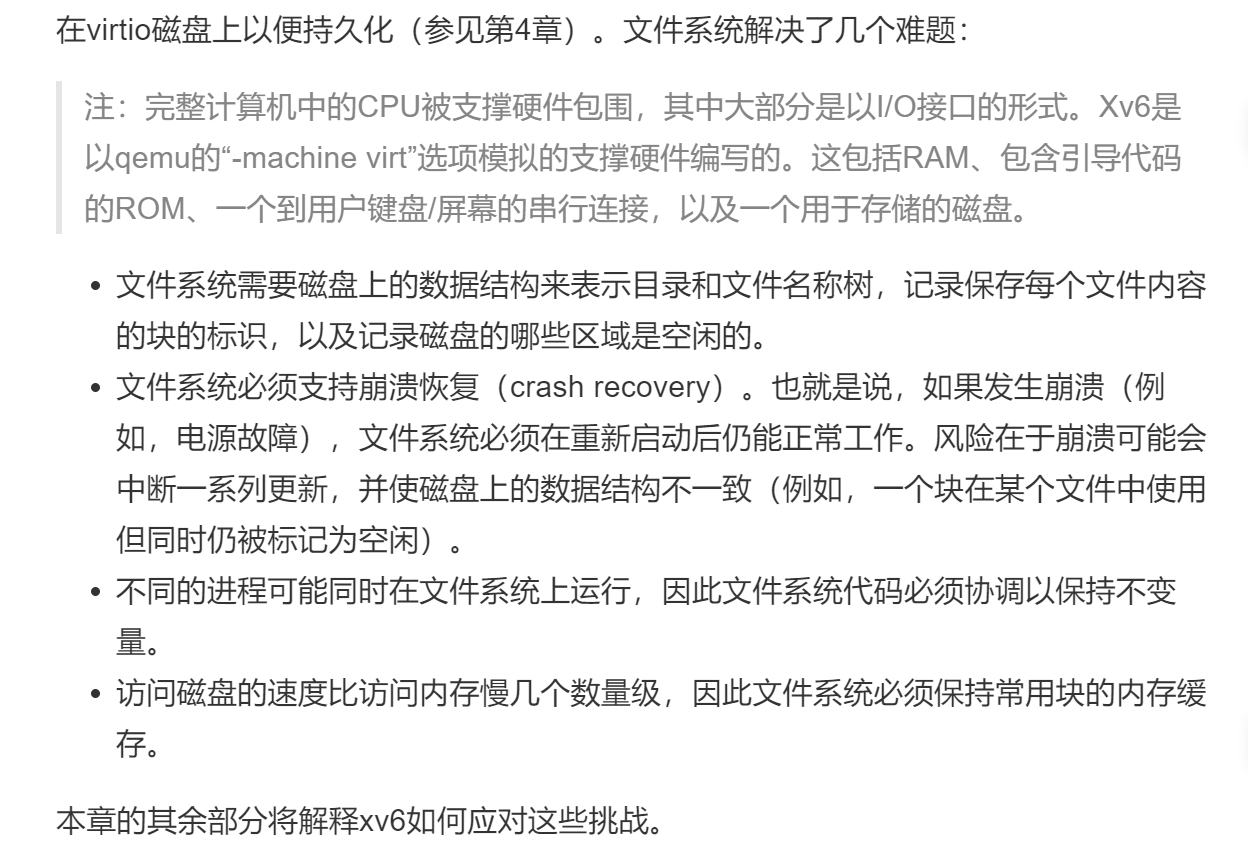 在virtio磁盘上以便持久化（参见第4章）。文件系统解决了几个难题：
注：完整计算机中的CPU被支撑硬件包围，其中大部分是以I/O接口的形式。Xv6是
以qemu的“-machine virt”选项模拟的支撑硬件编写的。这包括RAM、包含引导代码
的ROM、一个到用户键盘/屏幕的串行连接，以及一个用于存储的磁盘。
• 文件系统需要磁盘上的数据结构来表示目录和文件名称树，记录保存每个文件内容
的块的标识，以及记录磁盘的哪些区域是空闲的。
• 文件系统必须支持崩溃恢复（crash recovery）。也就是说，如果发生崩溃（例
如，电源故障），文件系统必须在重新启动后仍能正常工作。风险在于崩溃可能会
中断一系列更新，并使磁盘上的数据结构不一致（例如，一个块在某个文件中使用
但同时仍被标记为空闲）。
• 不同的进程可能同时在文件系统上运行，因此文件系统代码必须协调以保持不变
量。
• 访问磁盘的速度比访问内存慢几个数量级，因此文件系统必须保持常用块的内存缓
存。
本章的其余部分将解释xv6如何应对这些挑战。